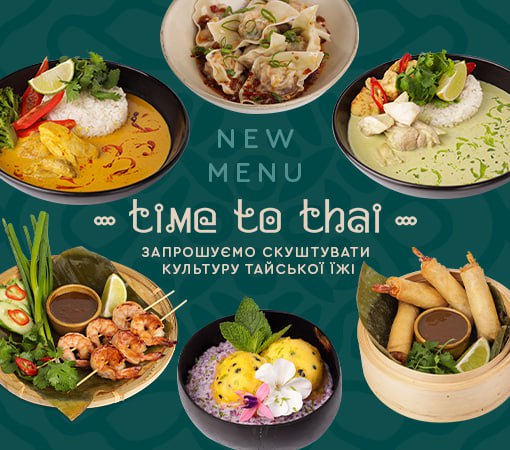 NEW
MENU
time to thai
ЗАПРОШУЄМО СКУШТУВАТИ
КУЛЬТУРУ ТАЙСЬКОЇ ЇЖІ